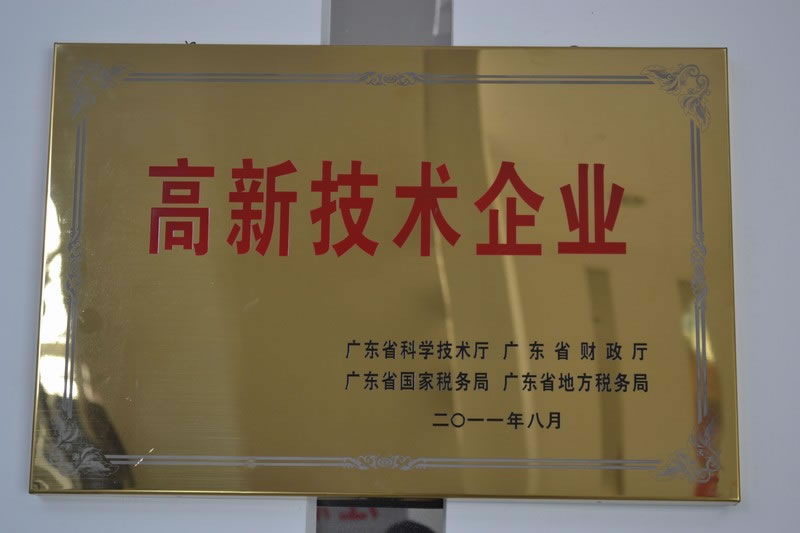 高新技术企业
广东省科学技术厅 广东省财政厅
广东省国家税务局 广东省地方税务局
二〇一一年八月